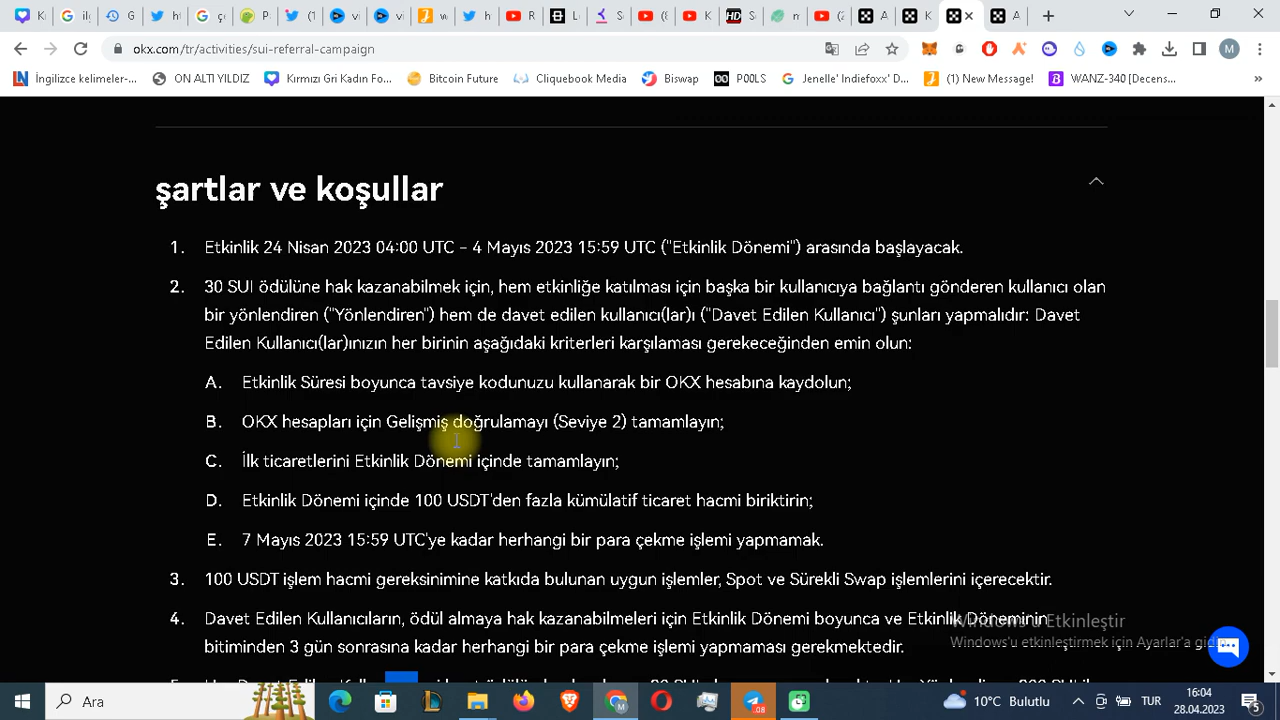 okx.com/tr/activities/sui-referral-campaign
İngilizce kelimeler-...
ON ALTI YILDIZ
Kırmızı Gri Kadın Fo...
Bitcoin Future
Cliquebook Media
Biswap
P00LS
Jenelle' Indiefoxx' D...
(1) New Message!
WANZ-340 [Decens...
şartlar ve koşullar
1. Etkinlik 24 Nisan 2023 04:00 UTC - 4 Mayıs 2023 15:59 UTC ("Etkinlik Dönemi") arasında başlayacak.
2. 30 SUI ödülüne hak kazanabilmek için, hem etkinliğe katılması için başka bir kullanıcıya bağlantı gönderen kullanıcı olan
bir yönlendiren ("Yönlendiren") hem de davet edilen kullanıcı(lar)ı ("Davet Edilen Kullanıcı") şunları yapmalıdır: Davet
Edilen Kullanıcı(lar)ınızın her birinin aşağıdaki kriterleri karşılaması gerekeceğinden emin olun:
A. Etkinlik Süresi boyunca tavsiye kodunuzu kullanarak bir OKX hesabına kaydolun;
B. OKX hesapları için Gelişmiş doğrulamayı (Seviye 2) tamamlayın;
C. İlk ticaretlerini Etkinlik Dönemi içinde tamamlayın;
D. Etkinlik Dönemi içinde 100 USDT'den fazla kümülatif ticaret hacmi biriktirin;
E. 7 Mayıs 2023 15:59 UTC'ye kadar herhangi bir para çekme işlemi yapmamak.
3. 100 USDT işlem hacmi gereksinimine katkıda bulunan uygun işlemler, Spot ve Sürekli Swap işlemlerini içerecektir.
4. Davet Edilen Kullanıcıların, ödül almaya hak kazanabilmeleri için Etkinlik Dönemi boyunca ve Etkinlik Döneminin
bitiminden 3 gün sonrasına kadar herhangi bir para çekme işlemi yapmaması gerekmektedir.
Windows'u Etkinleştir
Windows'u etkinleştirmek için Ayarlar'a gidin
Ara
10°C Bulutlu
TUR
16:04
28.04.2023